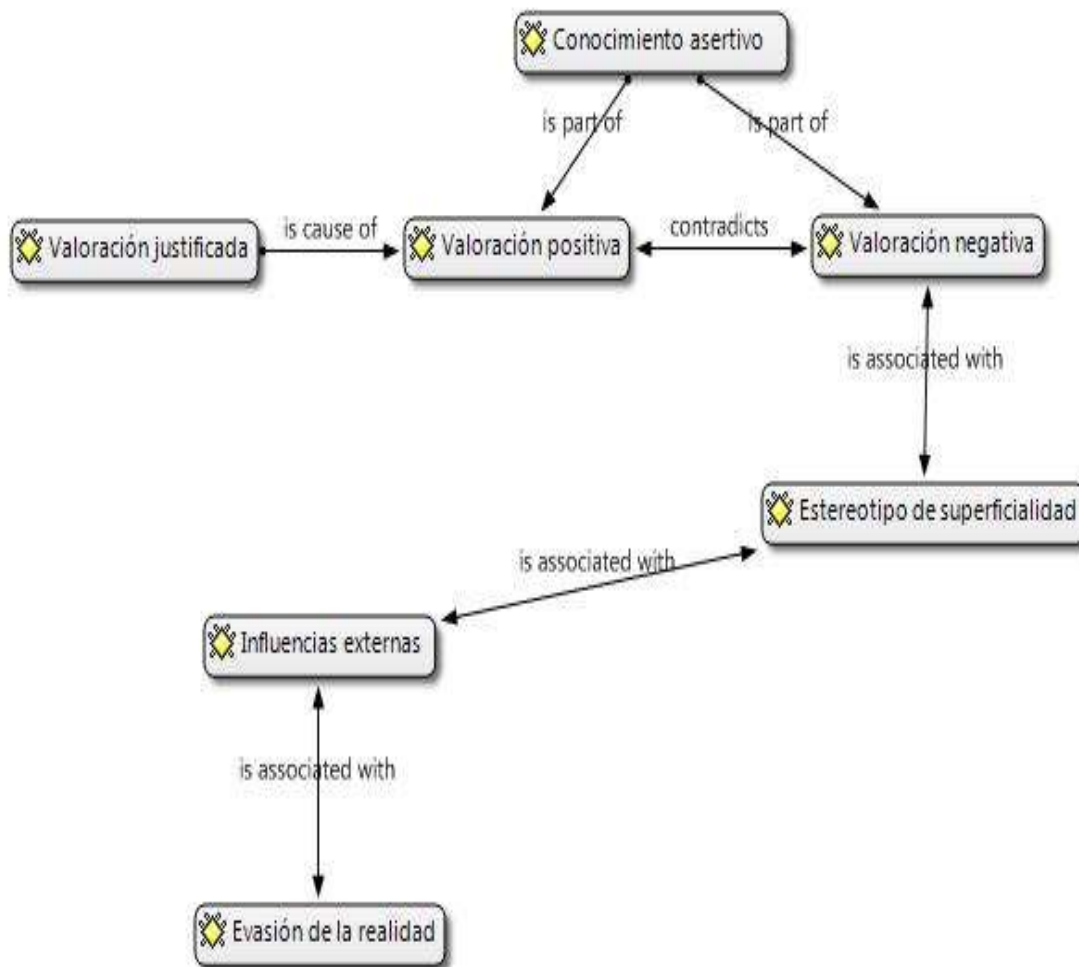 Conocimiento asertivo
is part of
is part of
Valoración justificada
is cause of
Valoración positiva
contradicts
Valoración negativa
is associated with
Estereotipo de superficialidad
is associated with
Influencias externas
is associated with
Evasión de la realidad